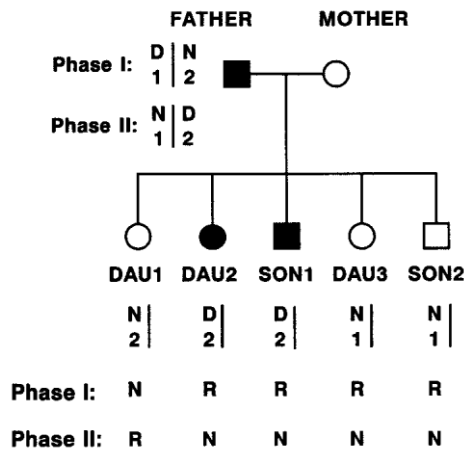 FATHER MOTHER
Phase I: D | N
1 | 2
Phase II: N | D
1 | 2
DAU1 DAU2 SON1 DAU3 SON2
N | D | D | N | N |
2 | 2 | 2 | 1 | 1 |
Phase I: N R R R R
Phase II: R N N N N